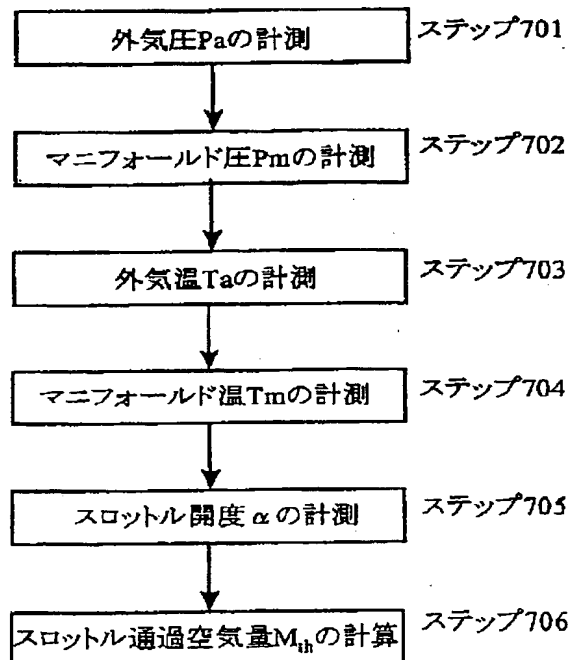 外気圧Paの計測 ステップ701
マニフォールド圧Pmの計測 ステップ702
外気温Taの計測 ステップ703
マニフォールド温Tmの計測 ステップ704
スロットル開度αの計測 ステップ705
スロットル通過空気量Mthの計算 ステップ706